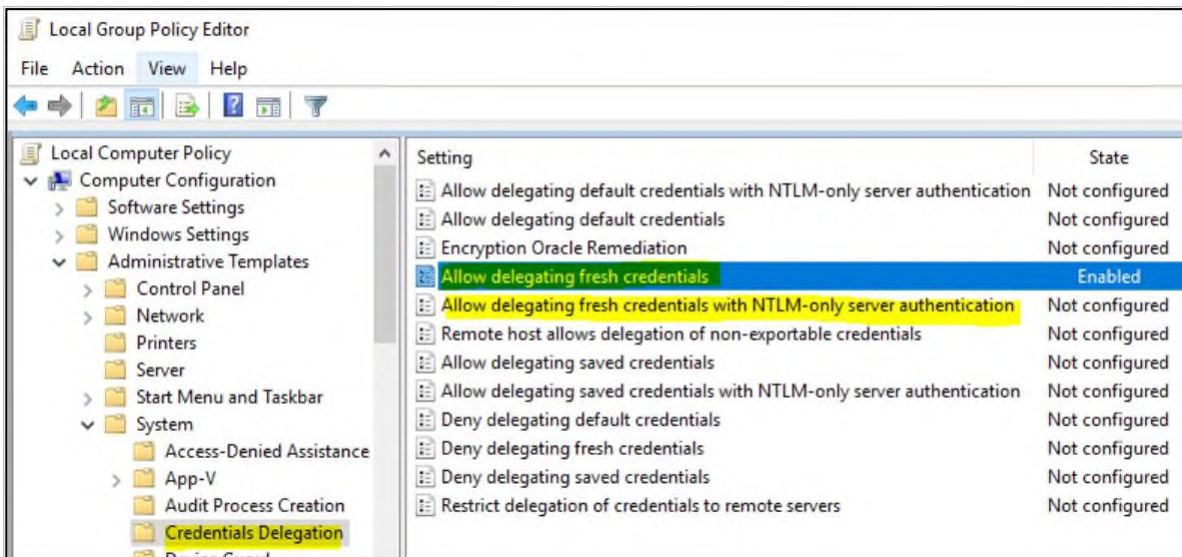 Local Group Policy Editor
File Action View Help
Local Computer Policy
Computer Configuration
Software Settings
Windows Settings
Administrative Templates
Control Panel
Network
Printers
Server
Start Menu and Taskbar
System
Access-Denied Assistance
App-V
Audit Process Creation
Credentials Delegation
Setting State
Allow delegating default credentials with NTLM-only server authentication Not configured
Allow delegating default credentials Not configured
Encryption Oracle Remediation Not configured
Allow delegating fresh credentials Enabled
Allow delegating fresh credentials with NTLM-only server authentication Not configured
Remote host allows delegation of non-exportable credentials Not configured
Allow delegating saved credentials Not configured
Allow delegating saved credentials with NTLM-only server authentication Not configured
Deny delegating default credentials Not configured
Deny delegating fresh credentials Not configured
Deny delegating saved credentials Not configured
Restrict delegation of credentials to remote servers Not configured